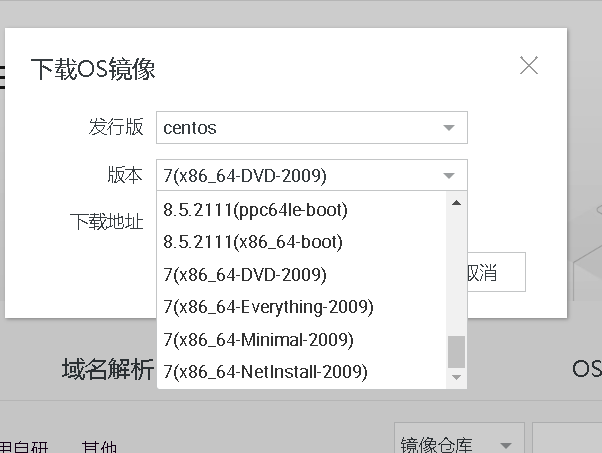 下载OS镜像
发行版 centos
版本 7(x86_64-DVD-2009)
下载地址
8.5.2111(ppc64le-boot)
8.5.2111(x86_64-boot)
7(x86_64-DVD-2009)
7(x86_64-Everything-2009)
7(x86_64-Minimal-2009)
7(x86_64-NetInstall-2009)
取消
域名解析 OS
自研 其他 镜像仓库